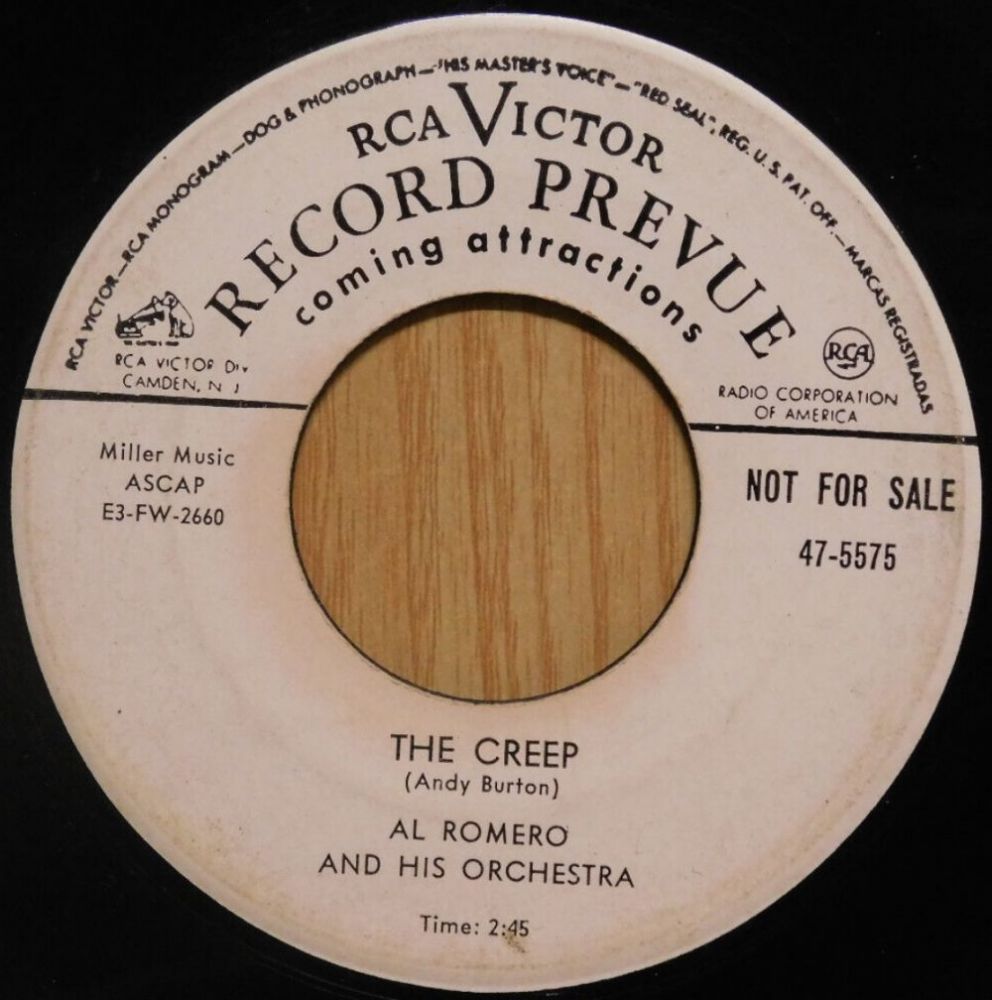 RCA VICTOR—RCA MONOGRAM—DOG & PHONOGRAPH—"HIS MASTER'S VOICE"—"RED SEAL", REG. U. S. PAT. OFF.—MARCAS REGISTRADAS
RCA VICTOR
RECORD PREVUE
coming attractions
RCA VICTOR DIV
CAMDEN, N J
RCA
RADIO CORPORATION
OF AMERICA
Miller Music
ASCAP
E3-FW-2660
NOT FOR SALE
47-5575
THE CREEP
(Andy Burton)
AL ROMERO
AND HIS ORCHESTRA
Time: 2:45